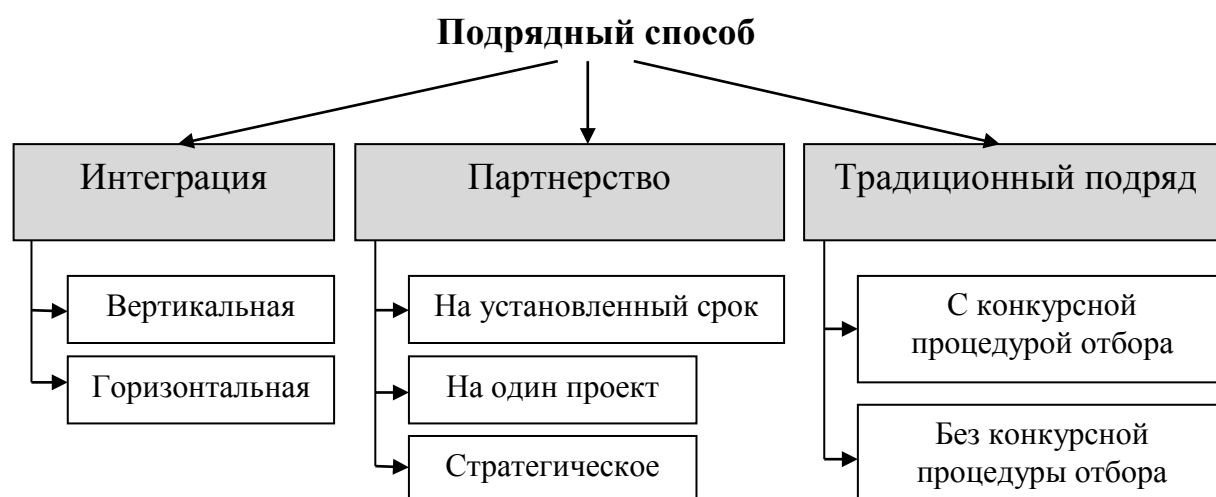 Подрядный способ
Интеграция
Партнерство
Традиционный подряд
Вертикальная
Горизонтальная
На установленный срок
На один проект
Стратегическое
С конкурсной
процедурой отбора
Без конкурсной
процедуры отбора